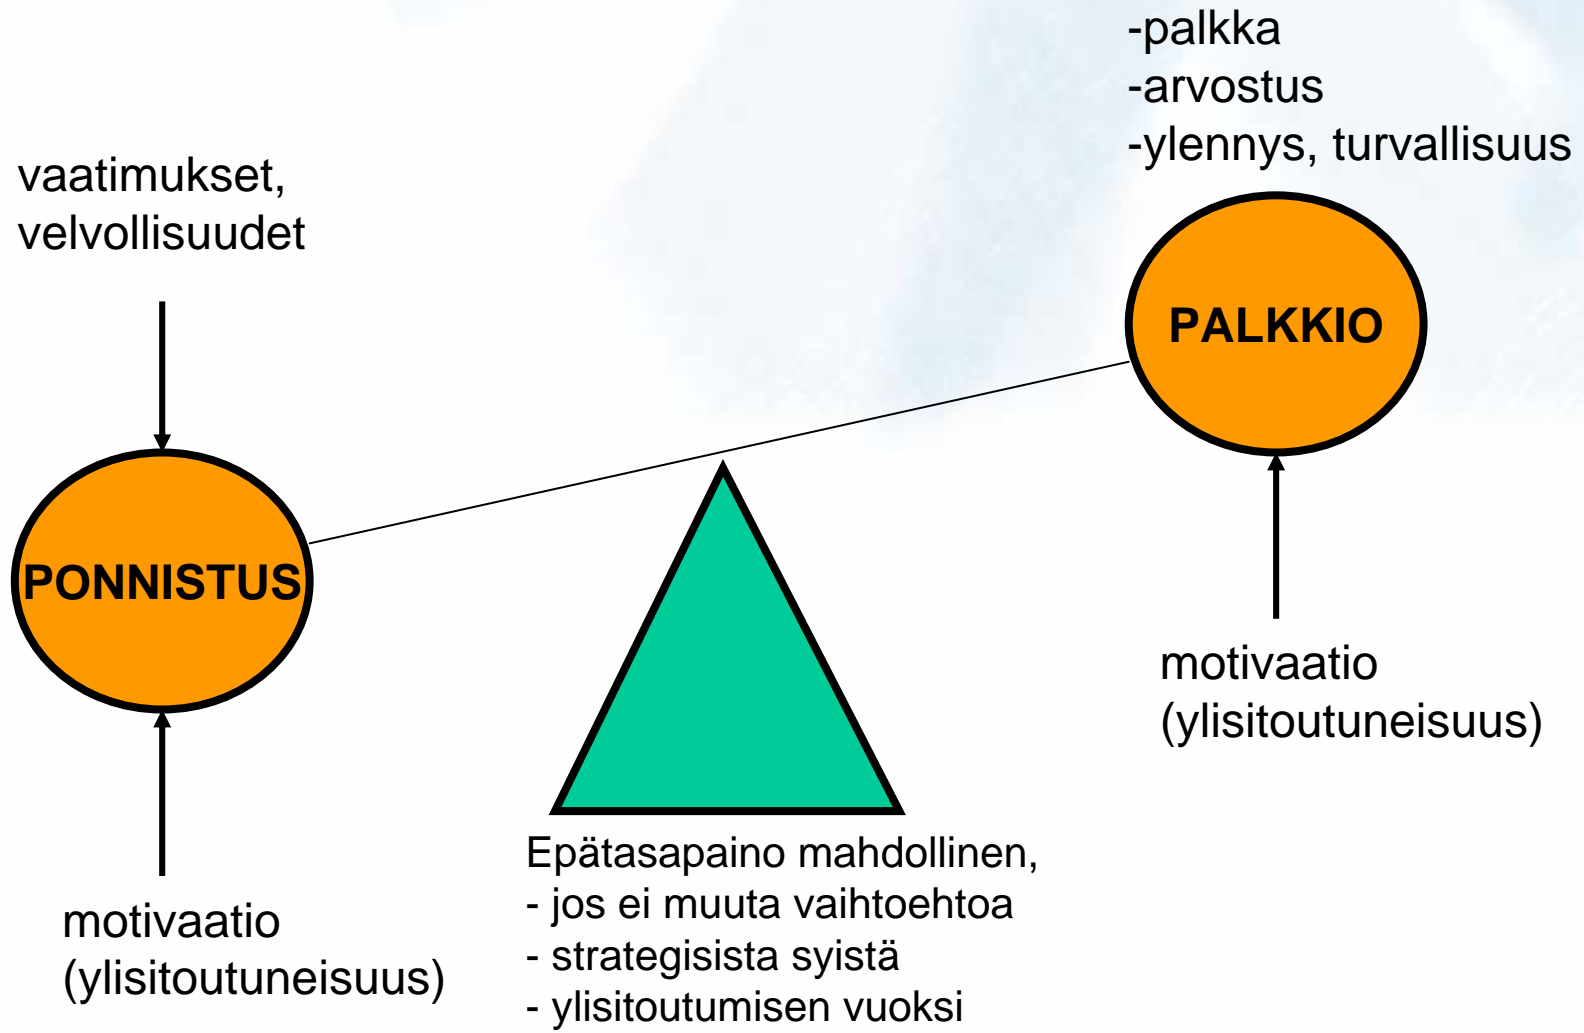 -palkka
-arvostus
-ylennys, turvallisuus
vaatimukset,
velvollisuudet
PALKKIO
PONNISTUS
motivaatio
(ylisitoutuneisuus)
Epätasapaino mahdollinen,
- jos ei muuta vaihtoehtoa
- strategisista syistä
- ylisitoutumisen vuoksi
motivaatio
(ylisitoutuneisuus)